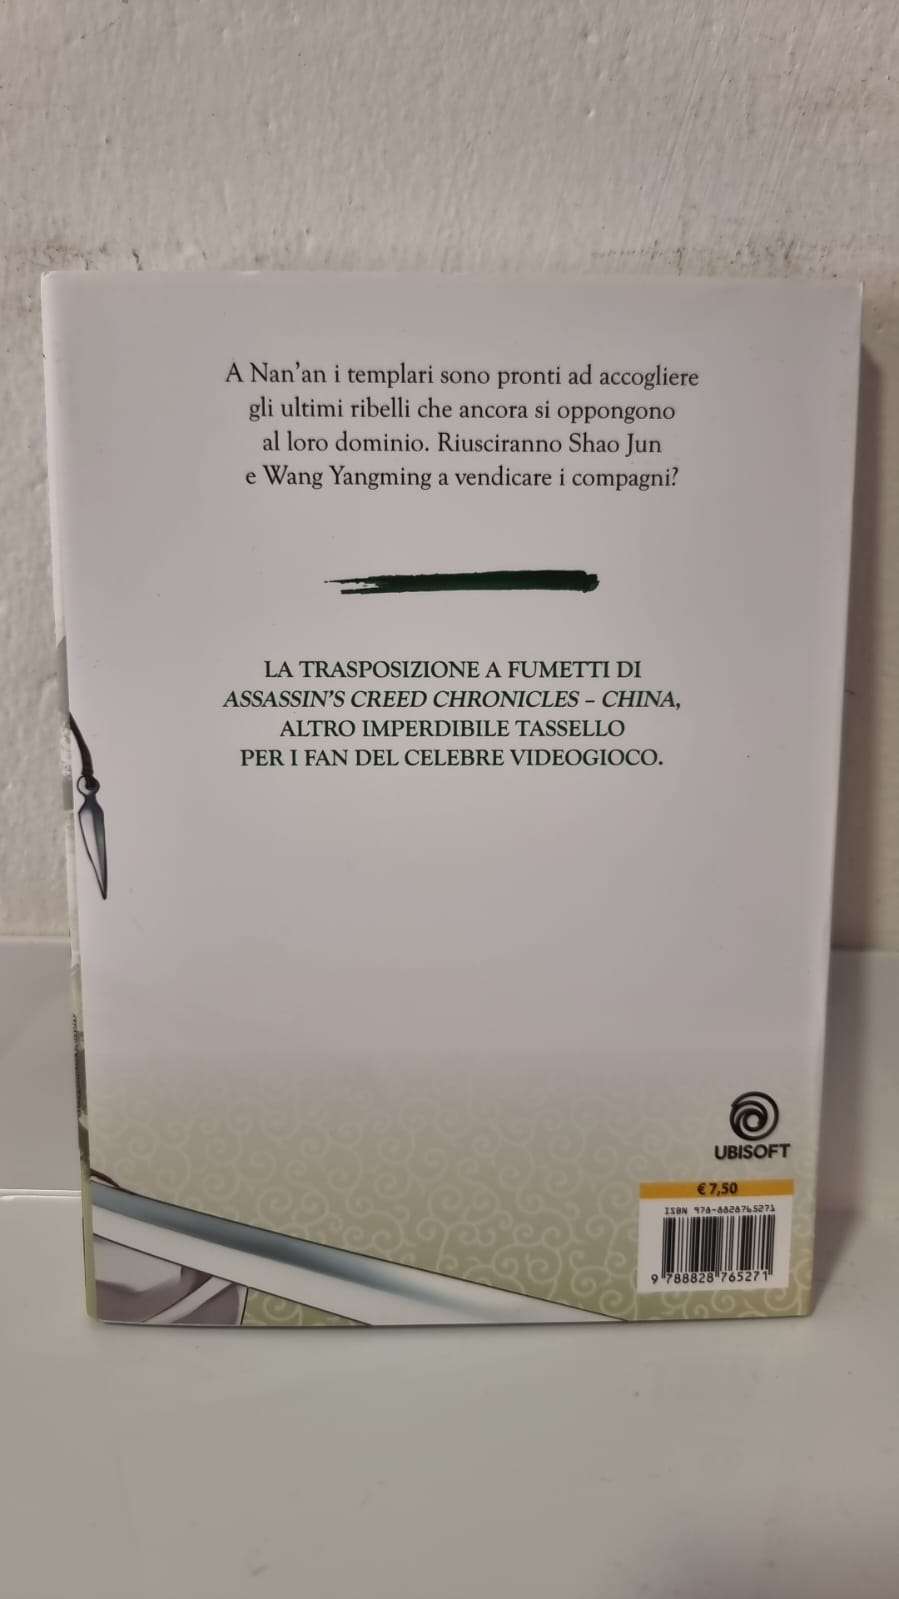 A Nan'an i templari sono pronti ad accogliere
gli ultimi ribelli che ancora si oppongono
al loro dominio. Riusciranno Shao Jun
e Wang Yangming a vendicare i compagni?
LA TRASPOSIZIONE A FUMETTI DI
ASSASSIN'S CREED CHRONICLES – CHINA,
ALTRO IMPERDIBILE TASSELLO
PER I FAN DEL CELEBRE VIDEOGIOCO.
UBISOFT
€ 7,50
ISBN 978-8828765271
9 788828 765271